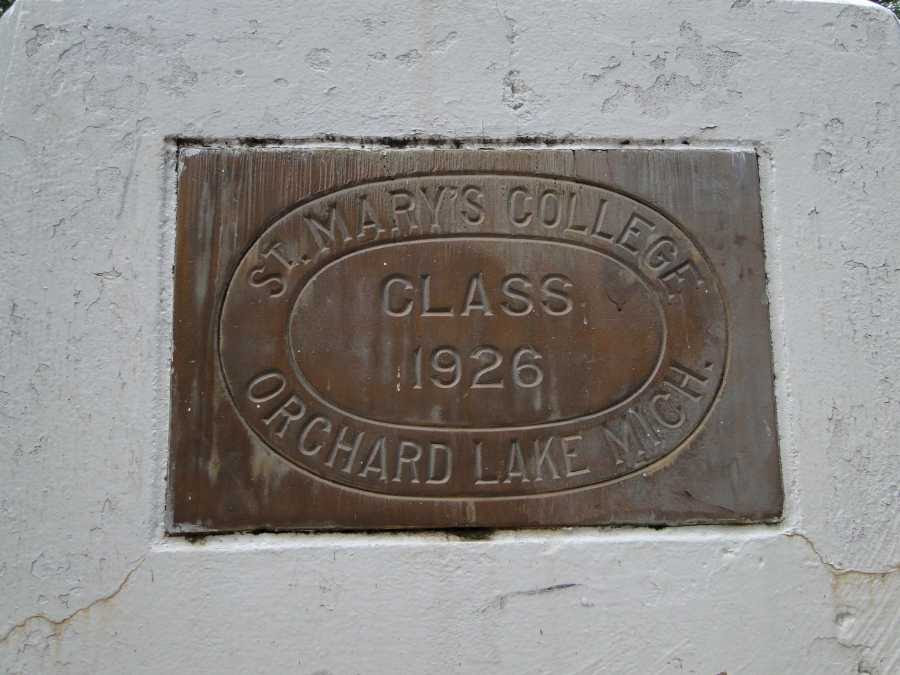 ST. MARY'S COLLEGE.
CLASS
1926
ORCHARD LAKE MICH.